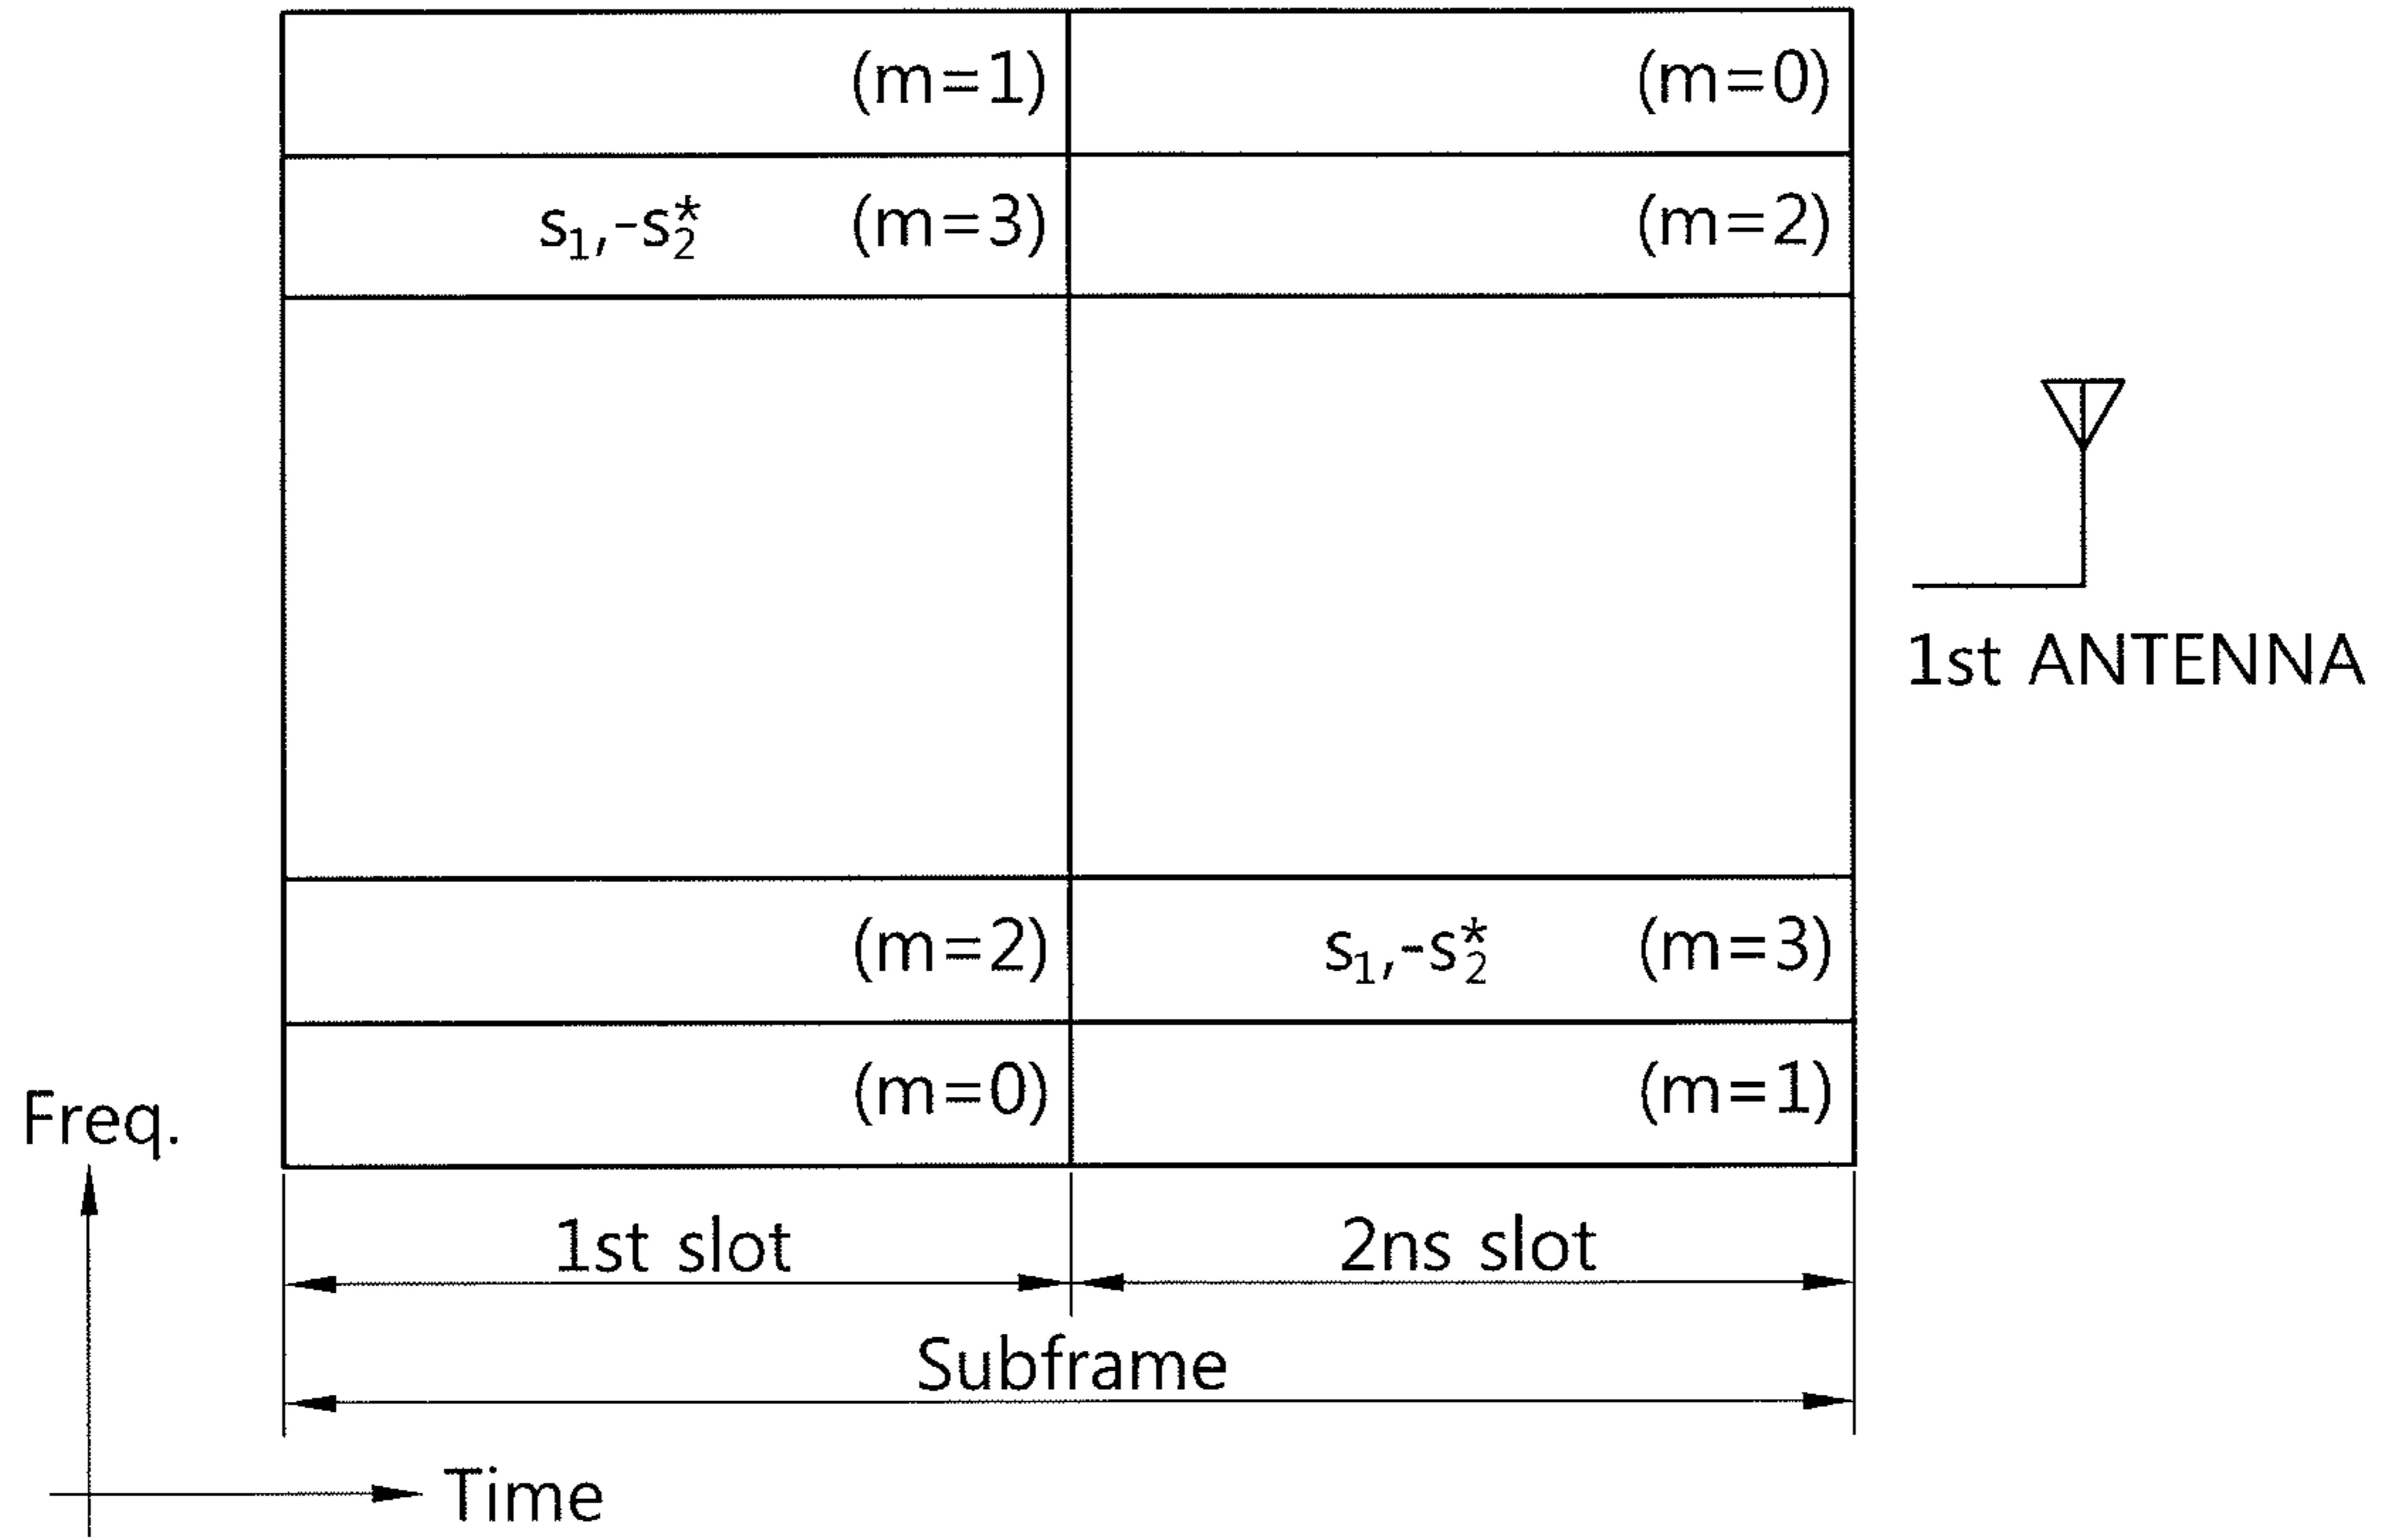 (m=1) (m=0)
s₁,-s₂* (m=3) (m=2)
1st ANTENNA
(m=2) s₁,-s₂* (m=3)
(m=0) (m=1)
Freq.
1st slot 2ns slot
Subframe
Time